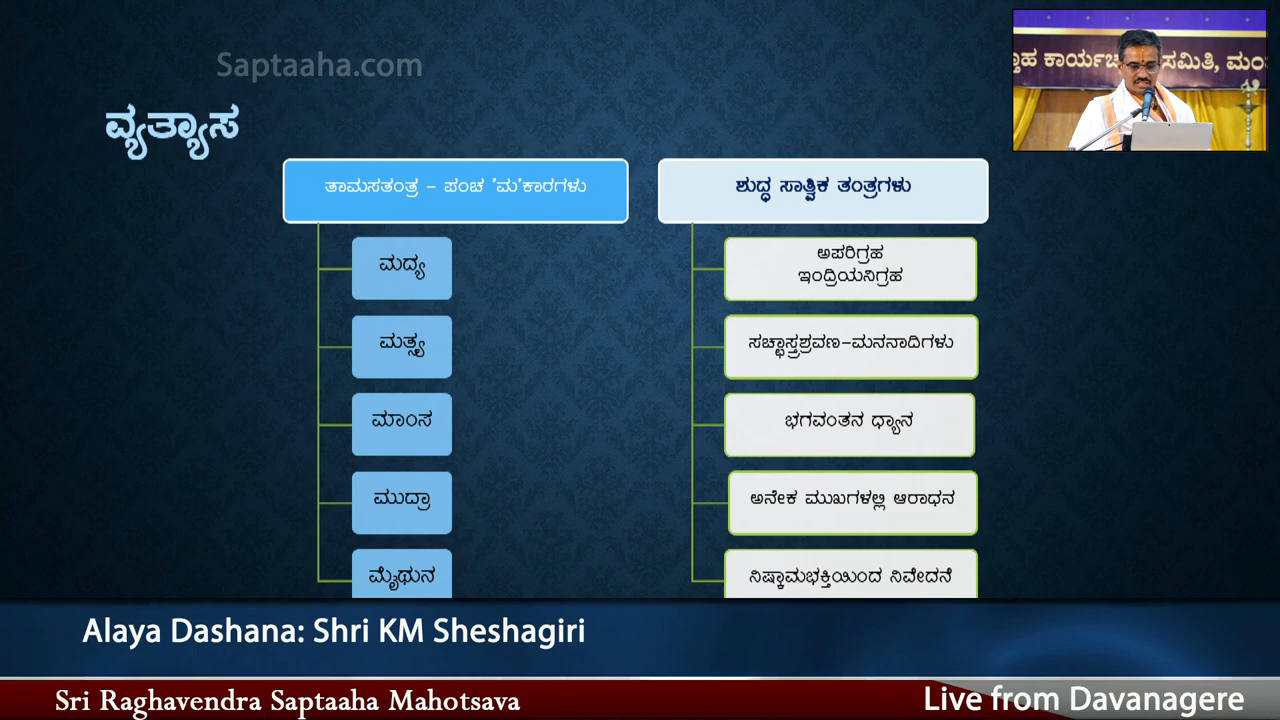 Saptaaha.com
ತಾಹ ಕಾರ್ಯಚ ಸಮಿತಿ, ಮಂ
ವ್ಯತ್ಯಾಸ
ತಾಮಸತಂತ್ರ – ಪಂಚ 'ಮ'ಕಾರಗಳು
ಮದ್ಯ
ಮತ್ಸ್ಯ
ಮಾಂಸ
ಮುದ್ರಾ
ಮೈಥುನ
ಶುದ್ಧ ಸಾತ್ವಿಕ ತಂತ್ರಗಳು
ಅಪರಿಗ್ರಹ
ಇಂದ್ರಿಯನಿಗ್ರಹ
ಸಚ್ಛಾಸ್ತ್ರಶ್ರವಣ–ಮನನಾದಿಗಳು
ಭಗವಂತನ ಧ್ಯಾನ
ಅನೇಕ ಮುಖಗಳಲ್ಲಿ ಆರಾಧನ
ನಿಷ್ಕಾಮಭಕ್ತಿಯಿಂದ ನಿವೇದನೆ
Alaya Dashana: Shri KM Sheshagiri
Sri Raghavendra Saptaaha Mahotsava
Live from Davanagere